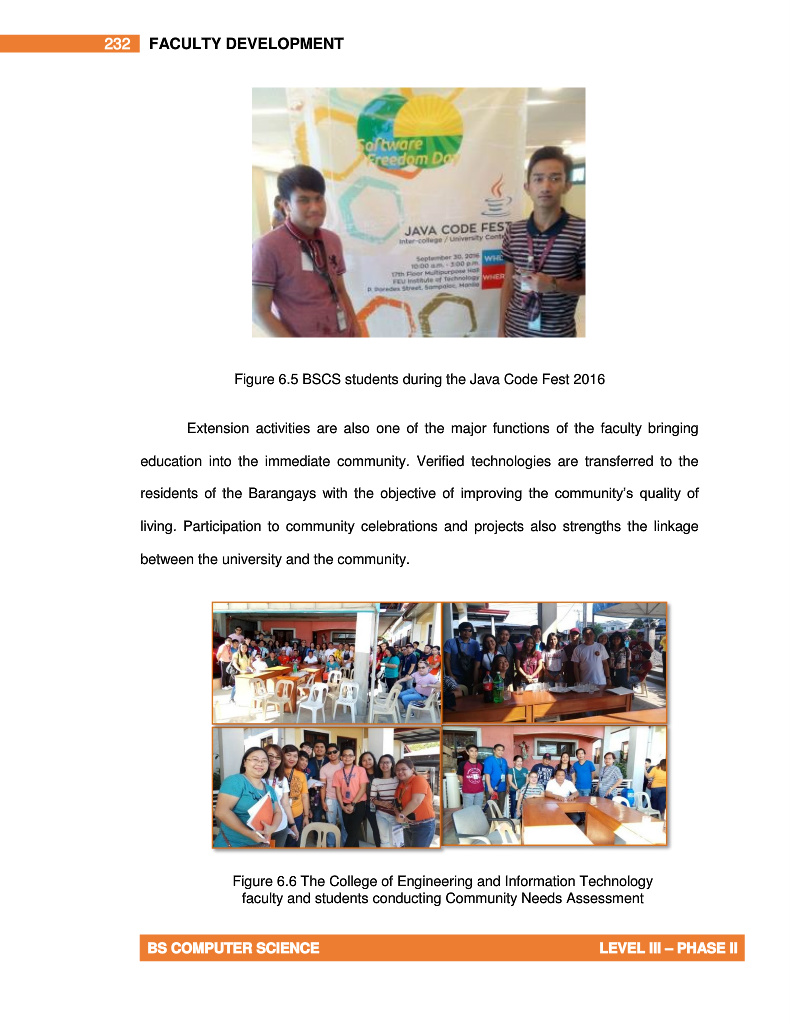 232 FACULTY DEVELOPMENT
Software
Freedom Day
JAVA CODE FEST
Inter-college / University
September 30, 2016
10:00 a.m. - 3:00 p.m.
17th Floor Multipurpose Hall
FEU Institute of Technology
P. Paredes Street, Sampaloc, Manila
WHE
WHER
Figure 6.5 BSCS students during the Java Code Fest 2016
Extension activities are also one of the major functions of the faculty bringing
education into the immediate community. Verified technologies are transferred to the
residents of the Barangays with the objective of improving the community’s quality of
living. Participation to community celebrations and projects also strengths the linkage
between the university and the community.
Figure 6.6 The College of Engineering and Information Technology
faculty and students conducting Community Needs Assessment
BS COMPUTER SCIENCE LEVEL III – PHASE II